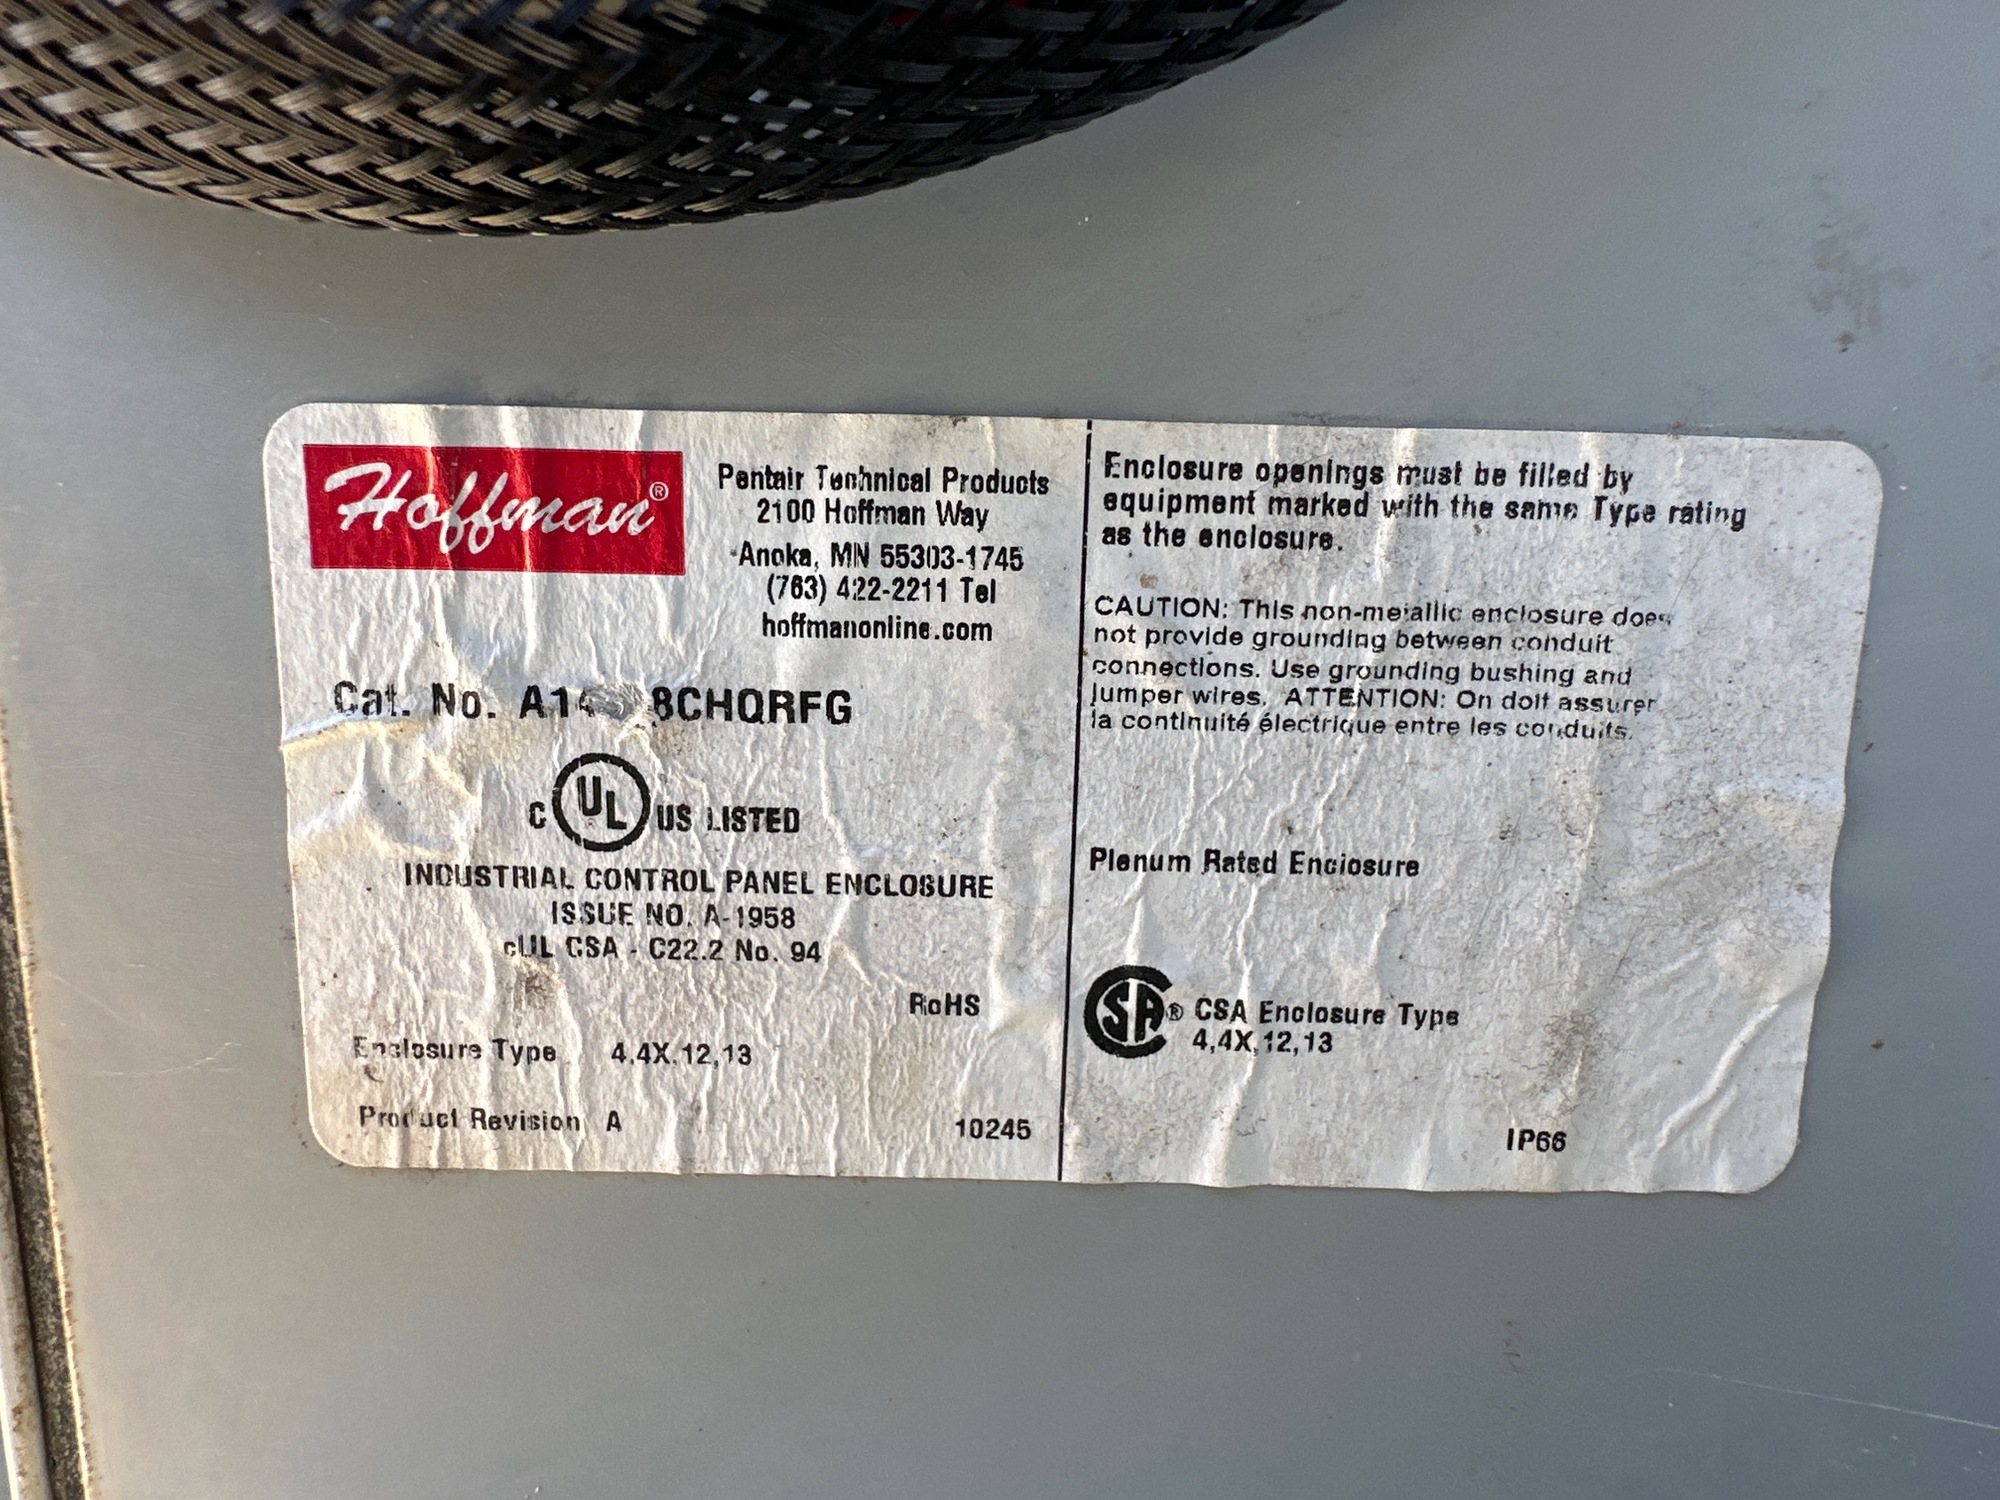 Hoffman®
Pentair Technical Products
2100 Hoffman Way
Anoka, MN 55303-1745
(763) 422-2211 Tel
hoffmanonline.com
Cat. No.
C UL® US LISTED
INDUSTRIAL CONTROL PANEL ENCLOSURE
ISSUE NO. A-1958
cUL CSA - C22.2 No. 94
RoHS
Enclosure Type 4,4X,12,13
Product Revision A
10245
Enclosure openings must be filled by
equipment marked with the same Type rating
as the enclosure.
CAUTION: This non-metallic enclosure does
not provide grounding between conduit
connections. Use grounding bushing and
jumper wires. ATTENTION: On doit assurer
la continuité électrique entre les conduits.
Plenum Rated Enclosure
SA® CSA Enclosure Type
4,4X,12,13
IP66